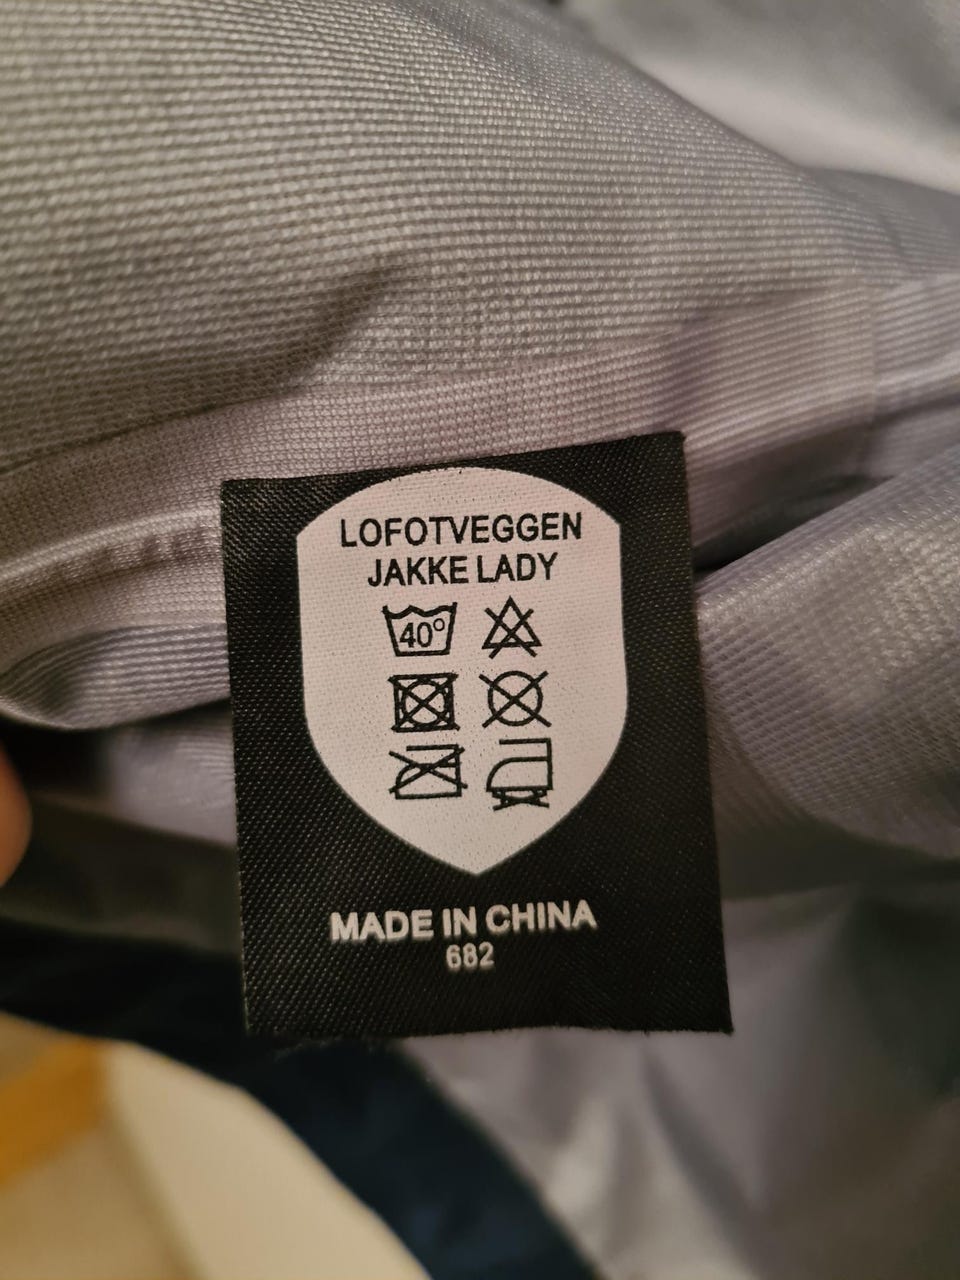 LOFOTVEGGEN
JAKKE LADY
40°
MADE IN CHINA
682